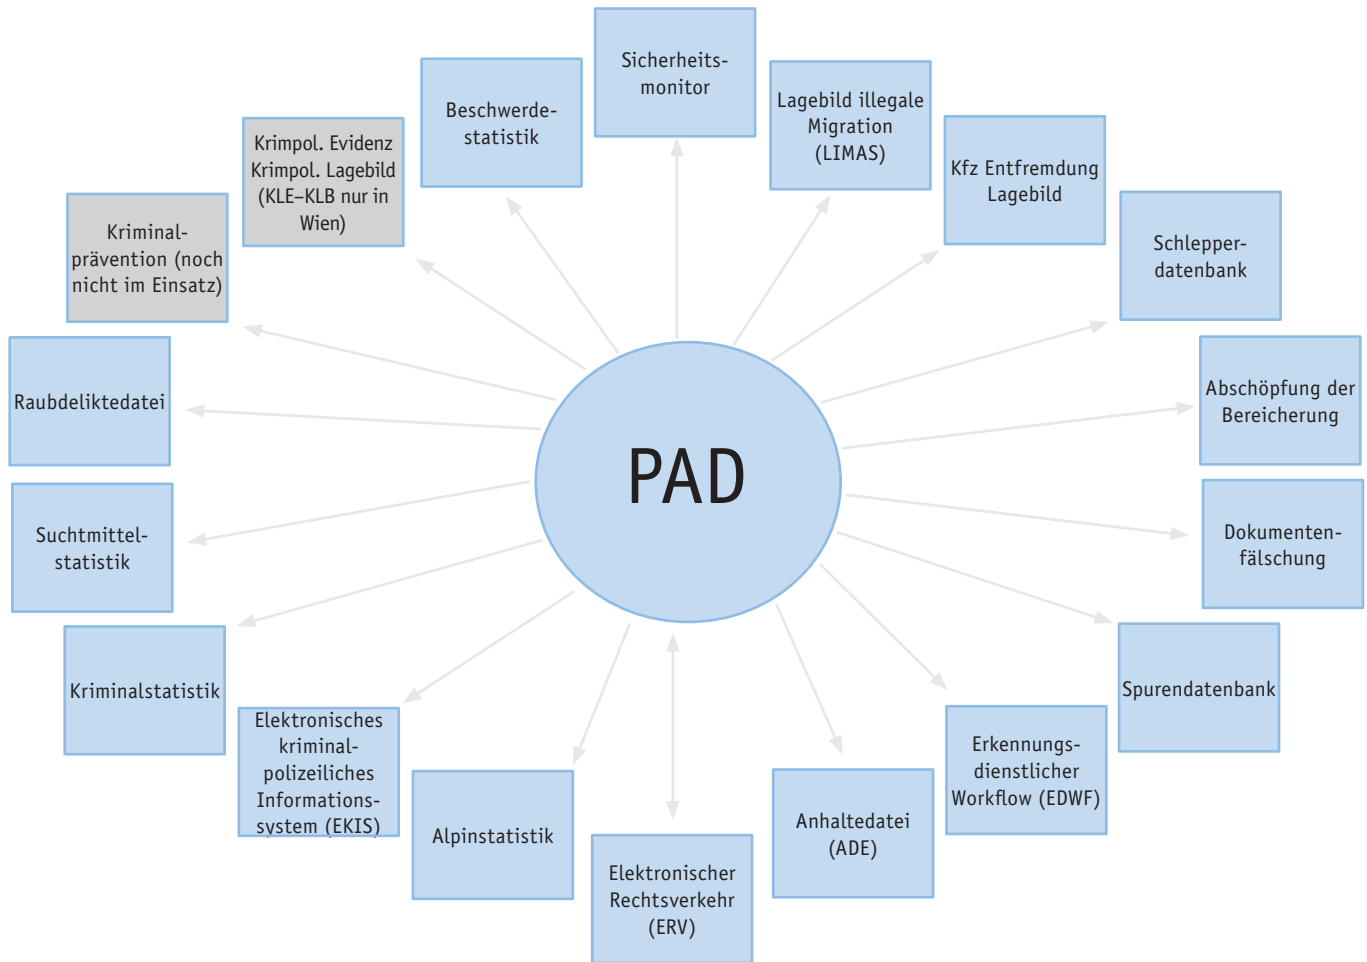 Sicherheits-
monitor
Lagebild illegale
Migration
(LIMAS)
Beschwerde-
statistik
Krimpol. Evidenz
Krimpol. Lagebild
(KLE–KLB nur in
Wien)
Kfz Entfremdung
Lagebild
Kriminal-
prävention (noch
nicht im Einsatz)
Schlepper-
datenbank
Raubdeliktedatei
Abschöpfung der
Bereicherung
PAD
Suchtmittel-
statistik
Dokumenten-
fälschung
Kriminalstatistik
Spurendatenbank
Elektronisches
kriminal-
polizeiliches
Informations-
system (EKIS)
Erkennungs-
dienstlicher
Workflow (EDWF)
Alpinstatistik
Anhaltedatei
(ADE)
Elektronischer
Rechtsverkehr
(ERV)